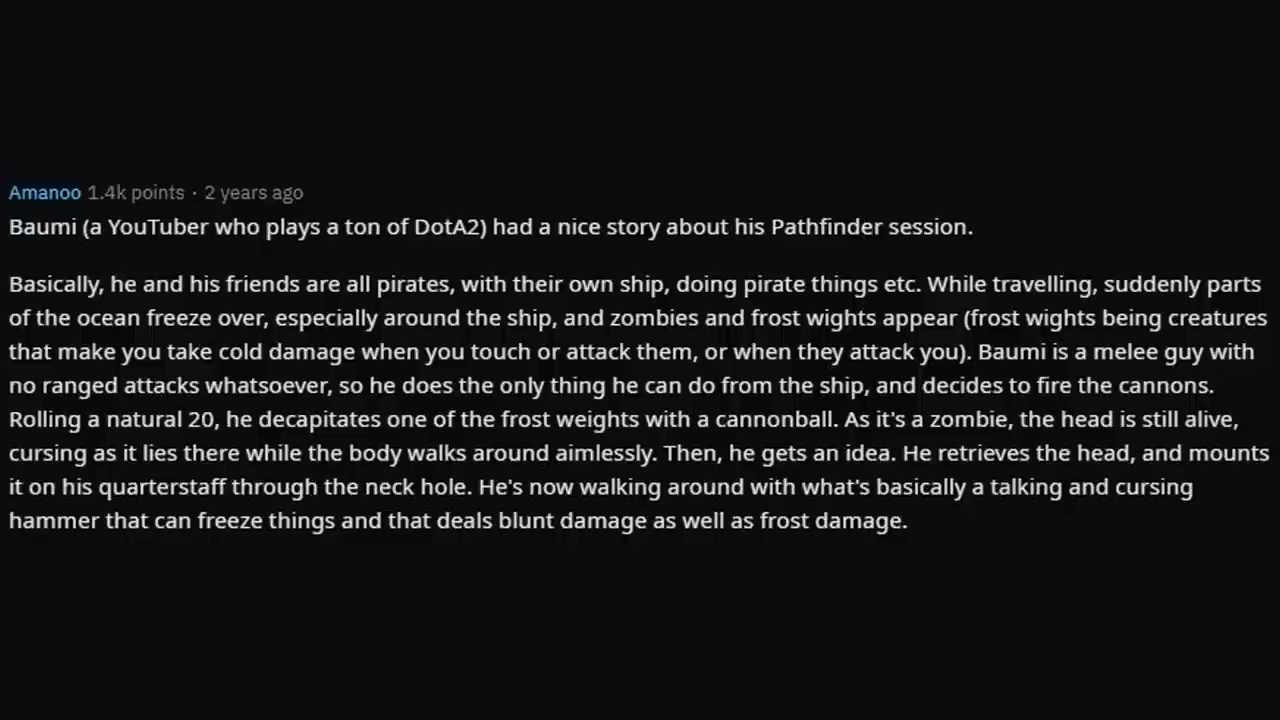 Amanoo 1.4k points · 2 years ago
Baumi (a YouTuber who plays a ton of DotA2) had a nice story about his Pathfinder session.
Basically, he and his friends are all pirates, with their own ship, doing pirate things etc. While travelling, suddenly parts
of the ocean freeze over, especially around the ship, and zombies and frost wights appear (frost wights being creatures
that make you take cold damage when you touch or attack them, or when they attack you). Baumi is a melee guy with
no ranged attacks whatsoever, so he does the only thing he can do from the ship, and decides to fire the cannons.
Rolling a natural 20, he decapitates one of the frost weights with a cannonball. As it's a zombie, the head is still alive,
cursing as it lies there while the body walks around aimlessly. Then, he gets an idea. He retrieves the head, and mounts
it on his quarterstaff through the neck hole. He's now walking around with what's basically a talking and cursing
hammer that can freeze things and that deals blunt damage as well as frost damage.